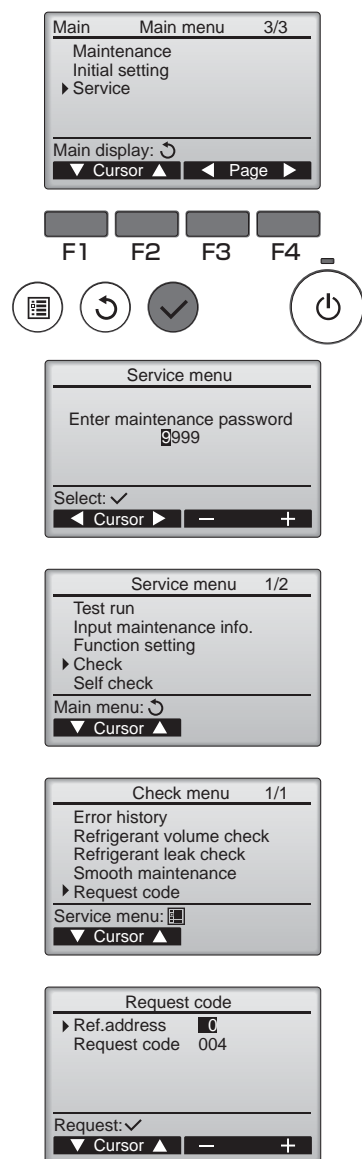 Main Main menu 3/3
Maintenance
Initial setting
Service
Main display:
Cursor Page
F1 F2 F3 F4
Service menu
Enter maintenance password
9999
Select:
Cursor − +
Service menu 1/2
Test run
Input maintenance info.
Function setting
Check
Self check
Main menu:
Cursor
Check menu 1/1
Error history
Refrigerant volume check
Refrigerant leak check
Smooth maintenance
Request code
Service menu:
Cursor
Request code
Ref.address 0
Request code 004
Request:
Cursor − +